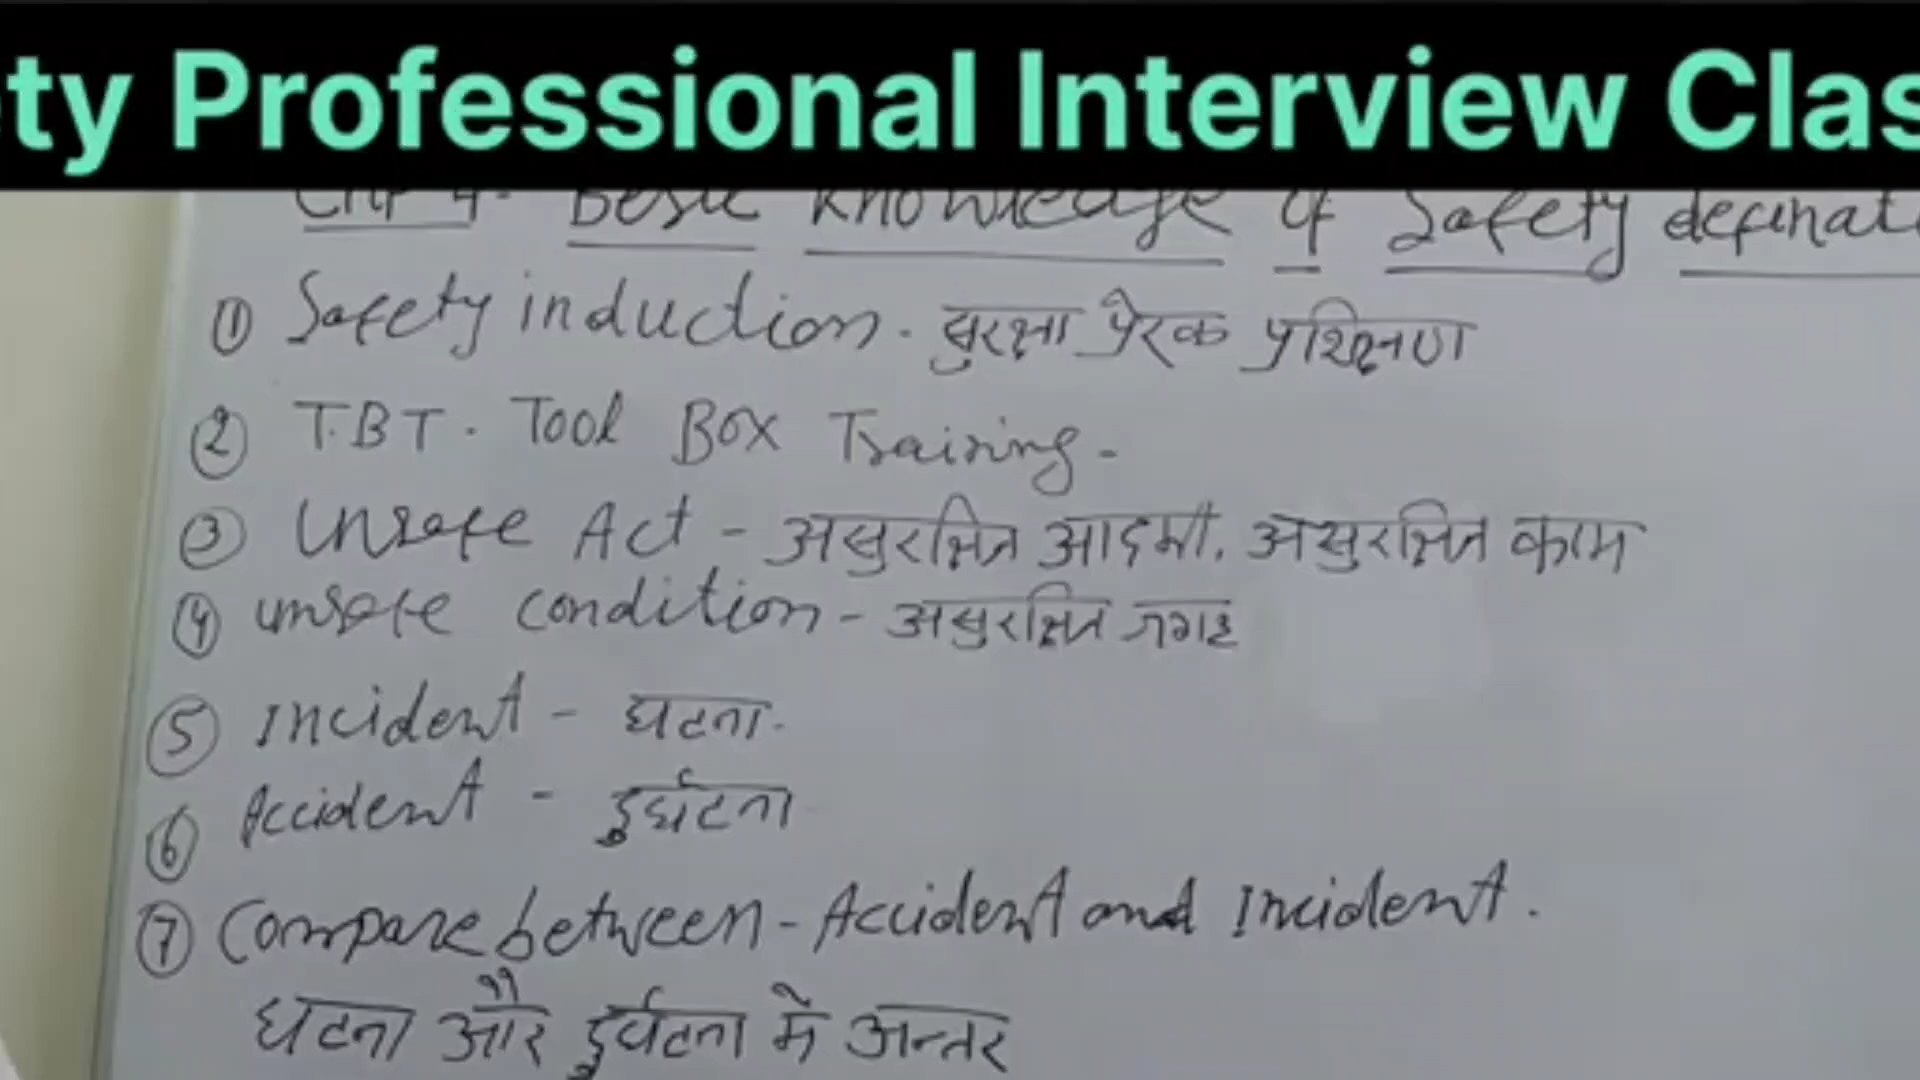 ty Professional Interview Clas
Besic Knowledge of Safety definat
① Safety induction. सुरक्षा प्रेरक प्रशिक्षण
② T.B.T. Tool Box Training -
③ Unsafe Act - असुरक्षित आदमी, असुरक्षित काम
④ unsafe condition - असुरक्षित जगह
⑤ Incident - घटना.
⑥ Accident - दुर्घटना
⑦ Compare between - Accident and Incident.
घटना और दुर्घटना में अन्तर